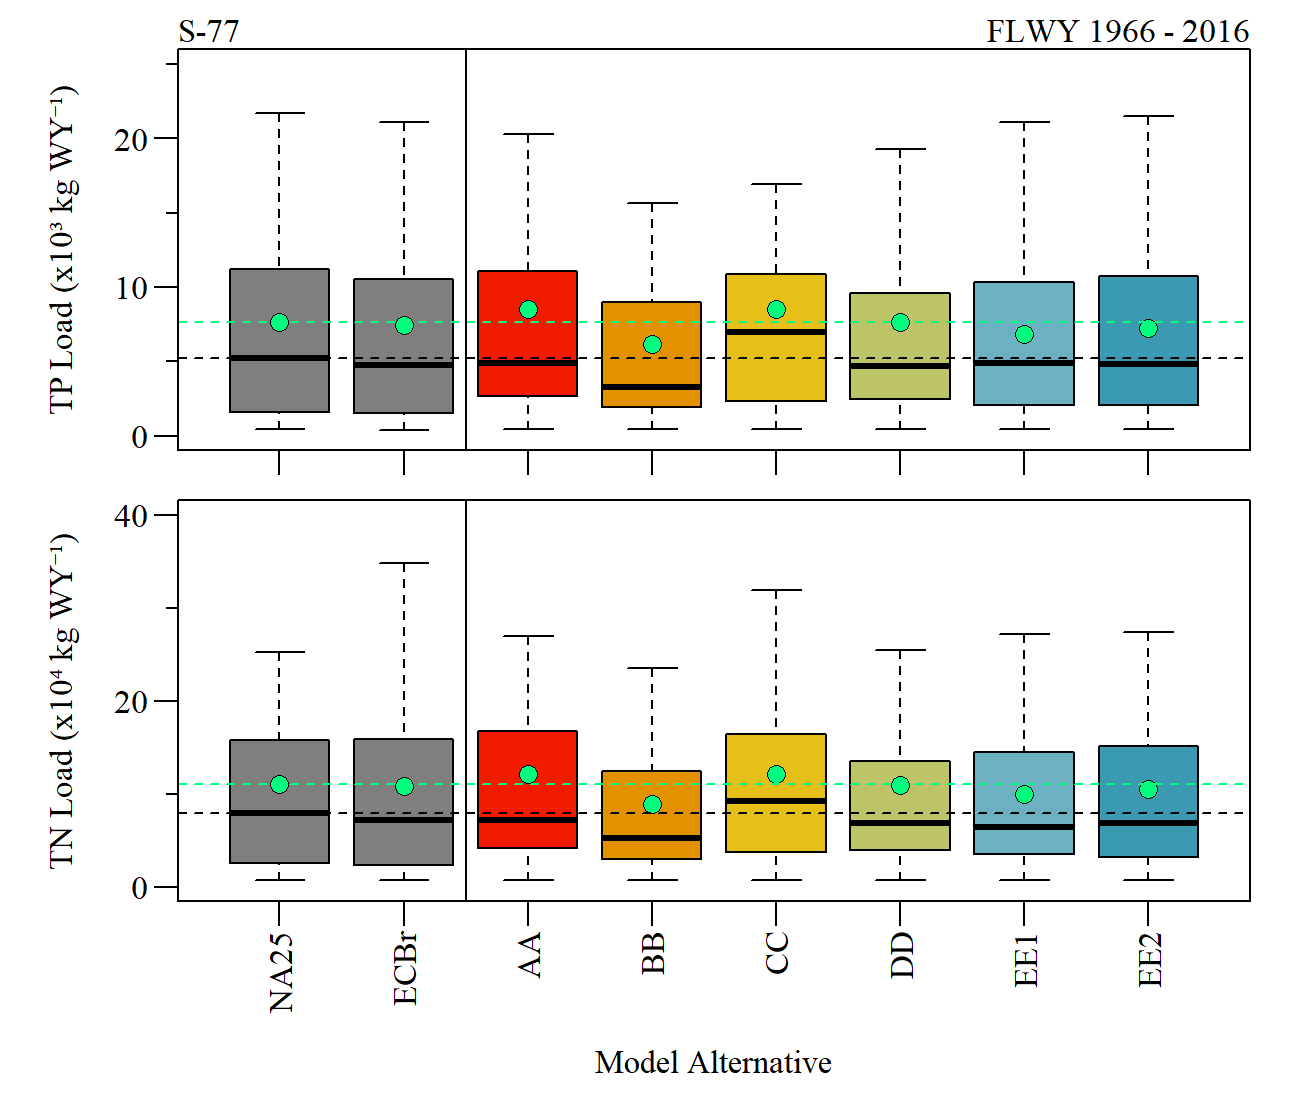 S-77 FLWY 1966 - 2016
TP Load (x10³ kg WY⁻¹)
20
10
0
TN Load (x10⁴ kg WY⁻¹)
40
20
0
NA25 ECBr AA BB CC DD EE1 EE2
Model Alternative